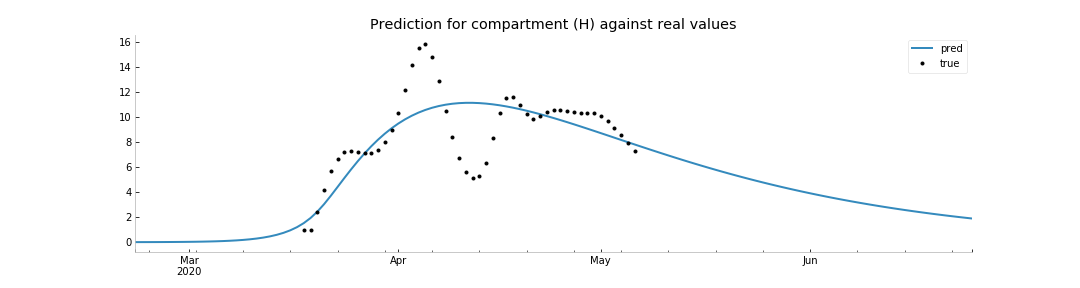 Prediction for compartment (H) against real values
16
14
12
10
8
6
4
2
0
pred
true
Mar
2020
Apr
May
Jun